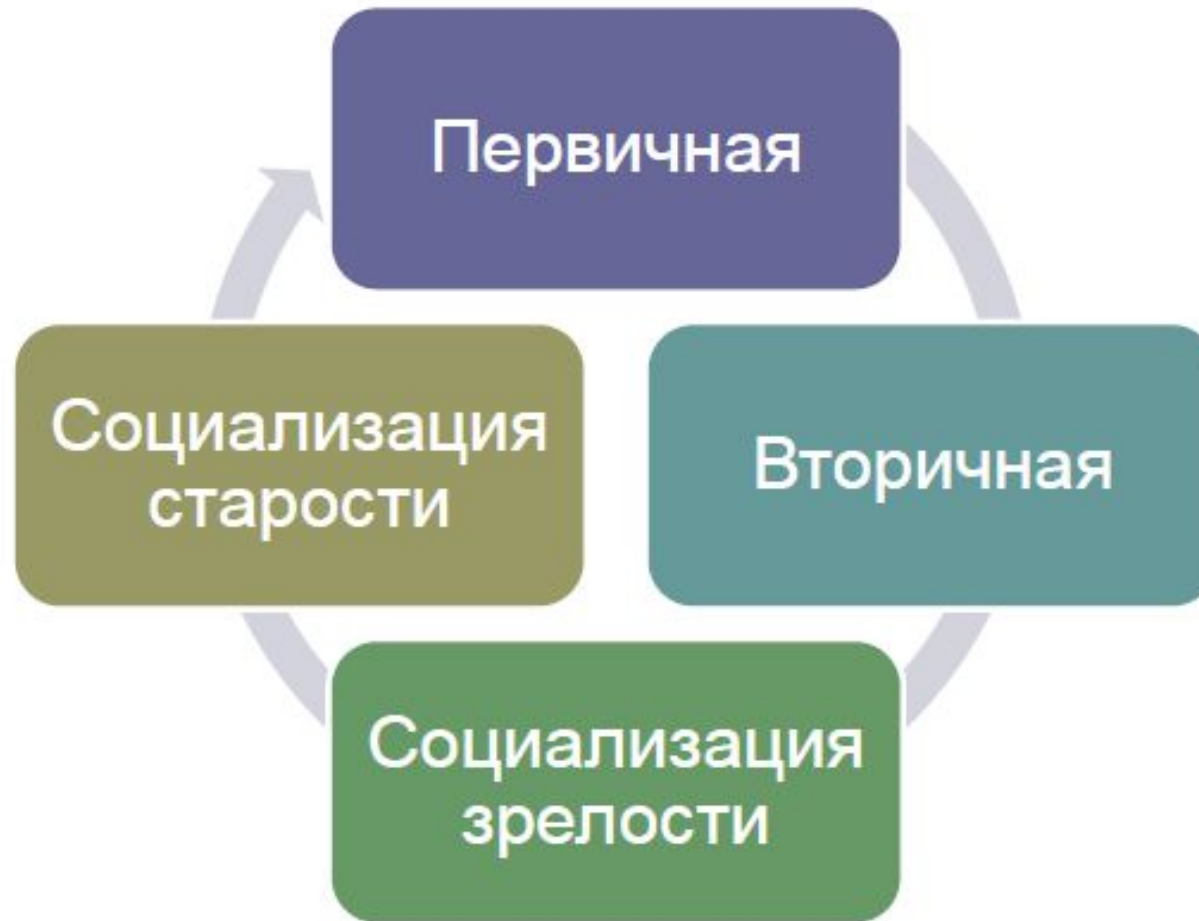 Первичная
Вторичная
Социализация
зрелости
Социализация
старости